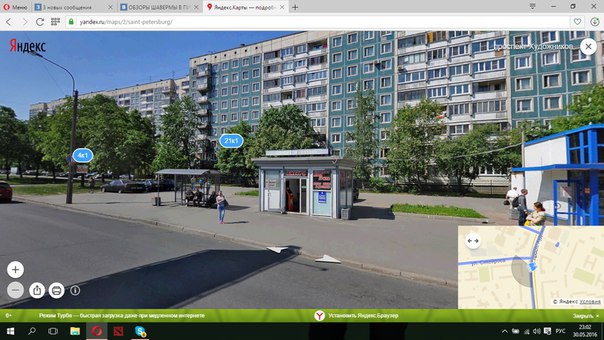 Меню
3 новых сообщения
ОБЗОРЫ ШАВЕРМЫ В П
Яндекс.Карты — подроб
yandex.ru/maps/2/saint-petersburg/
Яндекс
проспект Художников
4к1
21к1
© Яндекс Условия
0+
Режим Турбо — быстрая загрузка даже при медленном интернете
Установить Яндекс.Браузер
Закрыть
РУС
23:02
30.05.2016